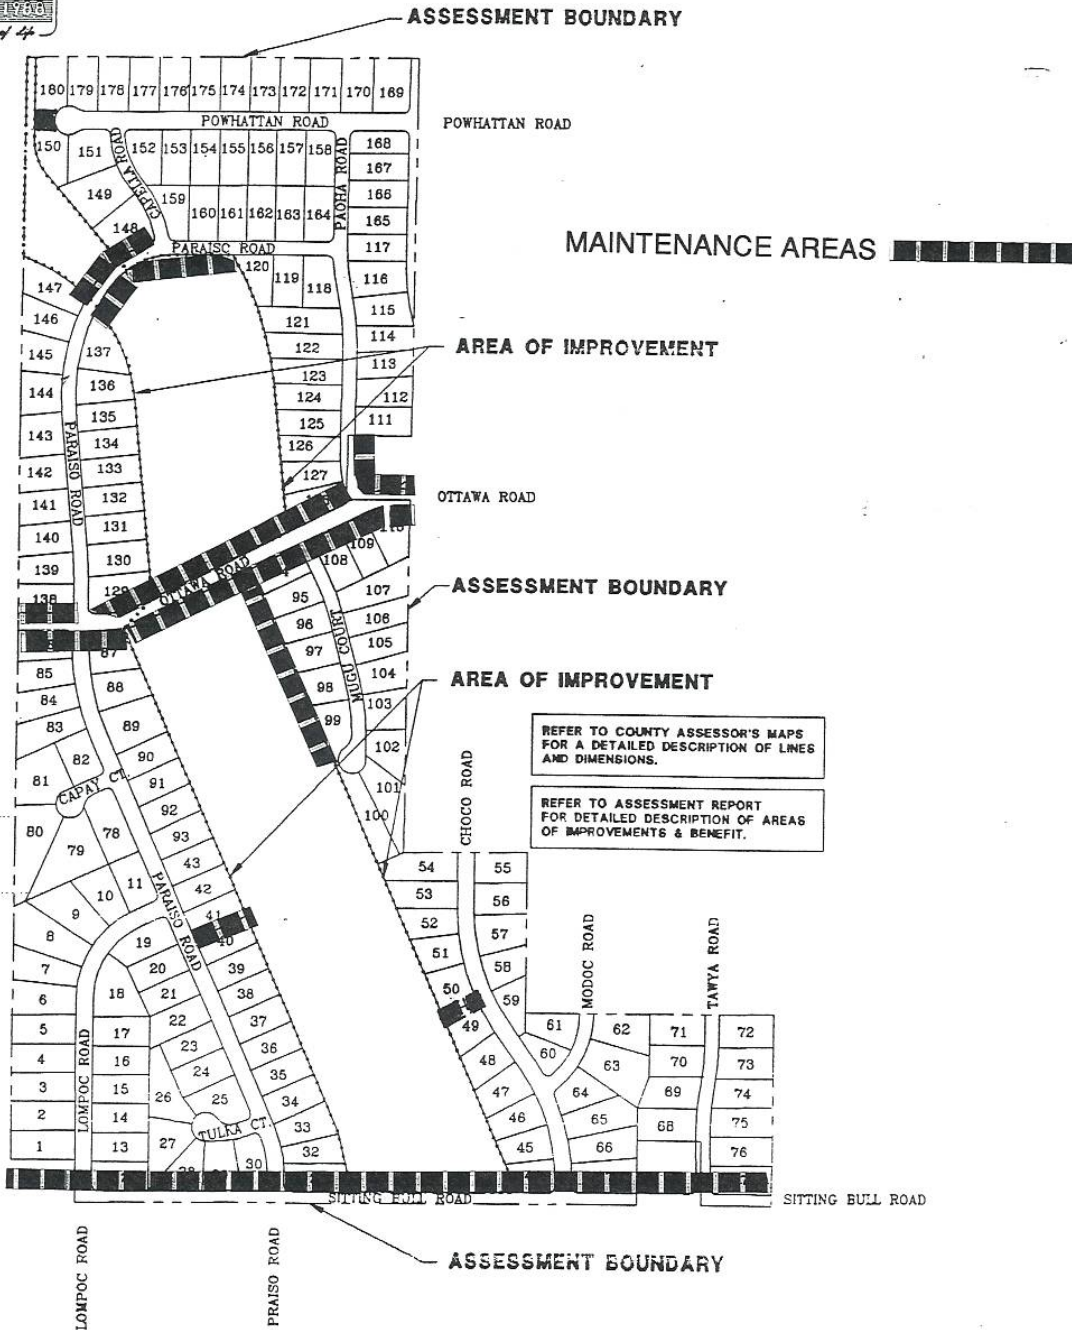 1988
of 4
ASSESSMENT BOUNDARY
180 179 178 177 176 175 174 173 172 171 170 169
POWHATTAN ROAD
POWHATTAN ROAD
150 151 152 153 154 155 156 157 158 168
CAPELLA ROAD
PAOHA ROAD
167
149 159 166
160 161 162 163 164 165
148
PARAISC ROAD
117
MAINTENANCE AREAS
147 120 119 118 116
146 121 115
145 137 122 114
AREA OF IMPROVEMENT
123 113
144 136 124 112
135 125 111
143 134 126
PARAISO ROAD
142 133 127
141 132
OTTAWA ROAD
140 131
139 130 109
108
138 129
OTTAWA ROAD
95 107
ASSESSMENT BOUNDARY
96 106
87 97 105
MUGU COURT
85 88 98 104
AREA OF IMPROVEMENT
84 103
83 89 99
82 90 102
REFER TO COUNTY ASSESSOR'S MAPS
FOR A DETAILED DESCRIPTION OF LINES
AND DIMENSIONS.
81 91 101
CAPAY CT.
CHOCO ROAD
REFER TO ASSESSMENT REPORT
FOR DETAILED DESCRIPTION OF AREAS
OF IMPROVEMENTS & BENEFIT.
80 78 92 100
79 93
43 54 55
10 11 42 53 56
PARAISO ROAD
9 41 52
8 19 40 51 57
7 20 39 50 58
MODOC ROAD
TAWYA ROAD
6 18 21 38 59
5 17 22 37 49 61 62 71 72
4 16 23 36 48 60 63 70 73
LOMPOC ROAD
3 15 24 35 47 64 69 74
2 14 26 25 34 46 65 68 75
TULKA CT.
1 13 27 33 45 66 76
28 30 32
SITTING BULL ROAD
SITTING BULL ROAD
LOMPOC ROAD
PRAISO ROAD
ASSESSMENT BOUNDARY